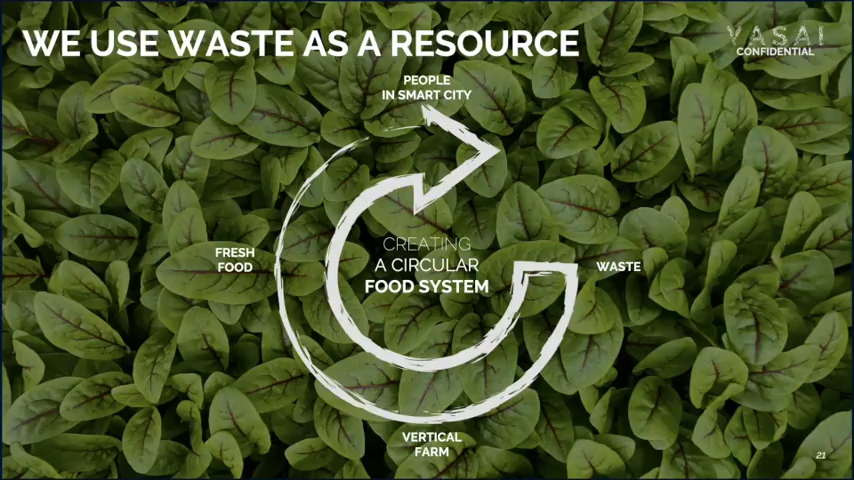 WE USE WASTE AS A RESOURCE
YASAI
CONFIDENTIAL
PEOPLE
IN SMART CITY
FRESH
FOOD
CREATING
A CIRCULAR
FOOD SYSTEM
WASTE
VERTICAL
FARM
21